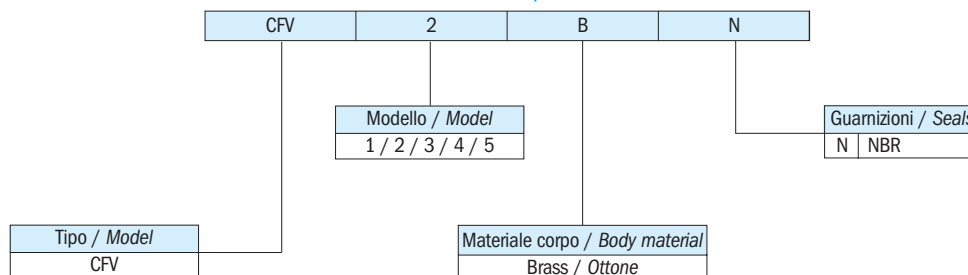 CFV 2 B N
Modello / Model
1 / 2 / 3 / 4 / 5
Guarnizioni / Seals
N NBR
Tipo / Model
CFV
Materiale corpo / Body material
Brass / Ottone